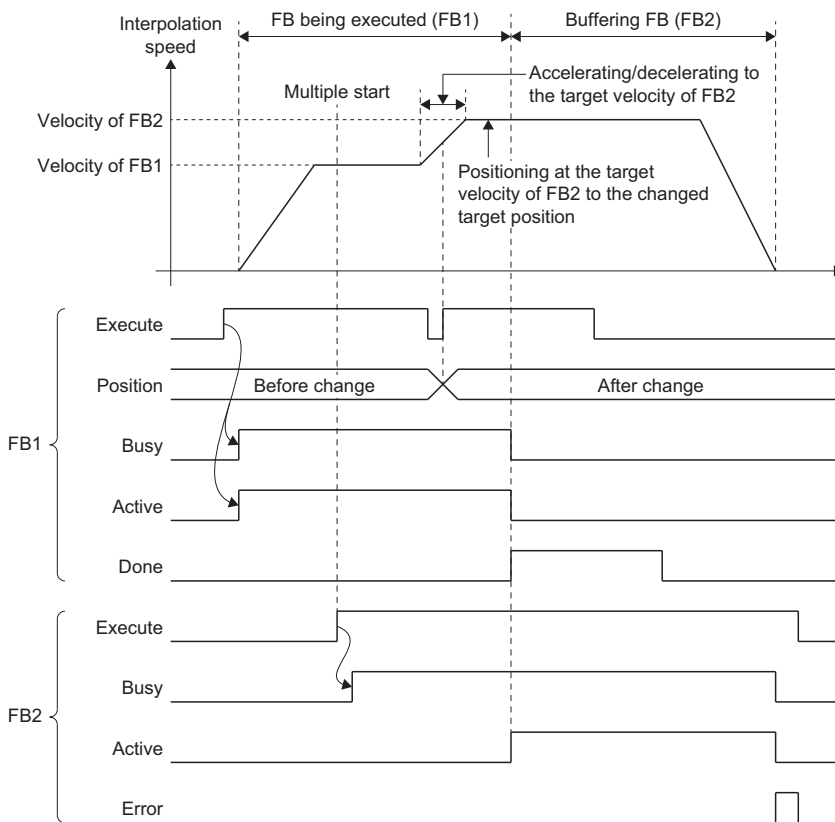 Interpolation
speed
FB being executed (FB1)
Buffering FB (FB2)
Multiple start
Accelerating/decelerating to
the target velocity of FB2
Velocity of FB2
Velocity of FB1
Positioning at the target
velocity of FB2 to the changed
target position
FB1
Execute
Position
Before change
After change
Busy
Active
Done
FB2
Execute
Busy
Active
Error